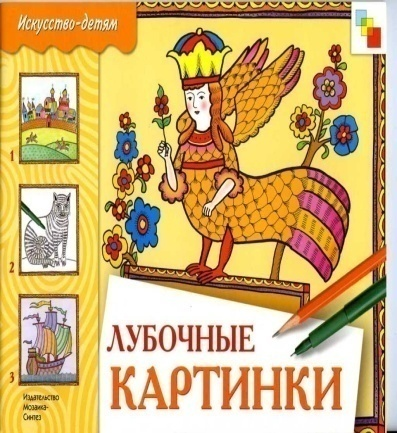 Искусство-детям
1
2
3
ЛУБОЧНЫЕ
КАРТИНКИ
Издательство
Мозаика-
Синтез